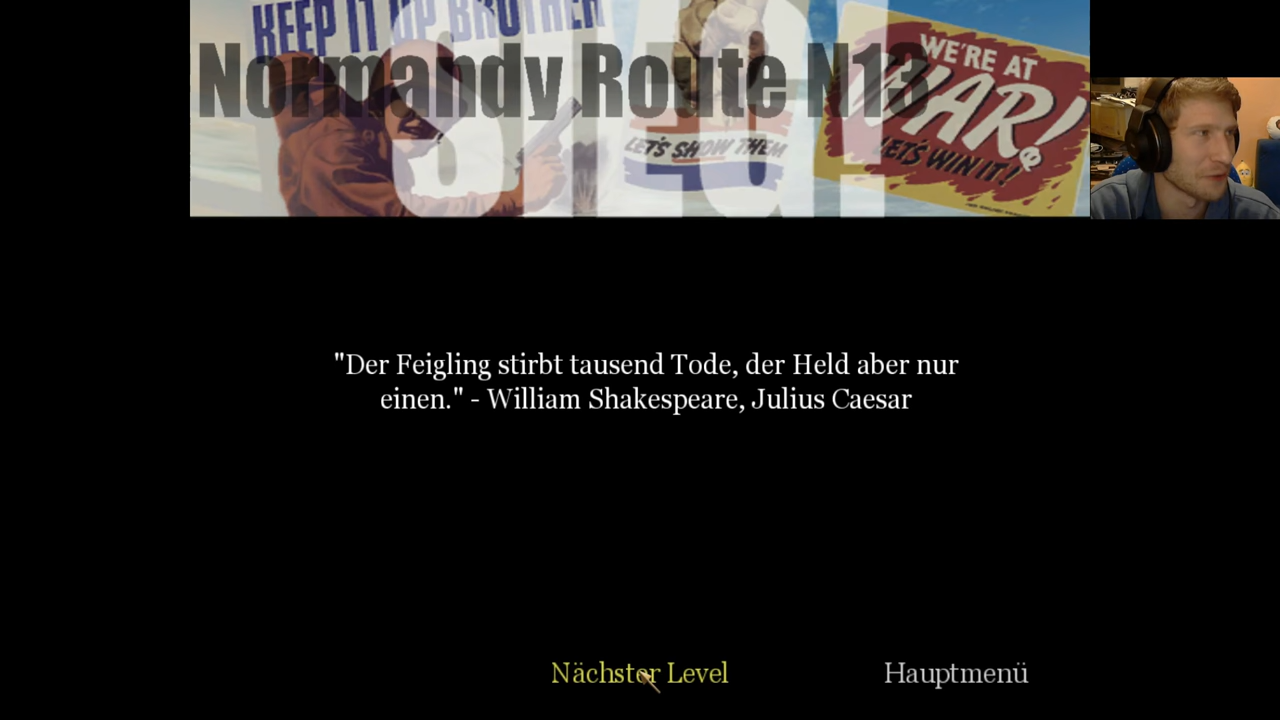 KEEP IT UP BROTHER
Normandy Route N13
WE'RE AT
WAR!
LET'S SHOW THEM
LET'S WIN IT!
"Der Feigling stirbt tausend Tode, der Held aber nur
einen." - William Shakespeare, Julius Caesar
Nächster Level
Hauptmenü